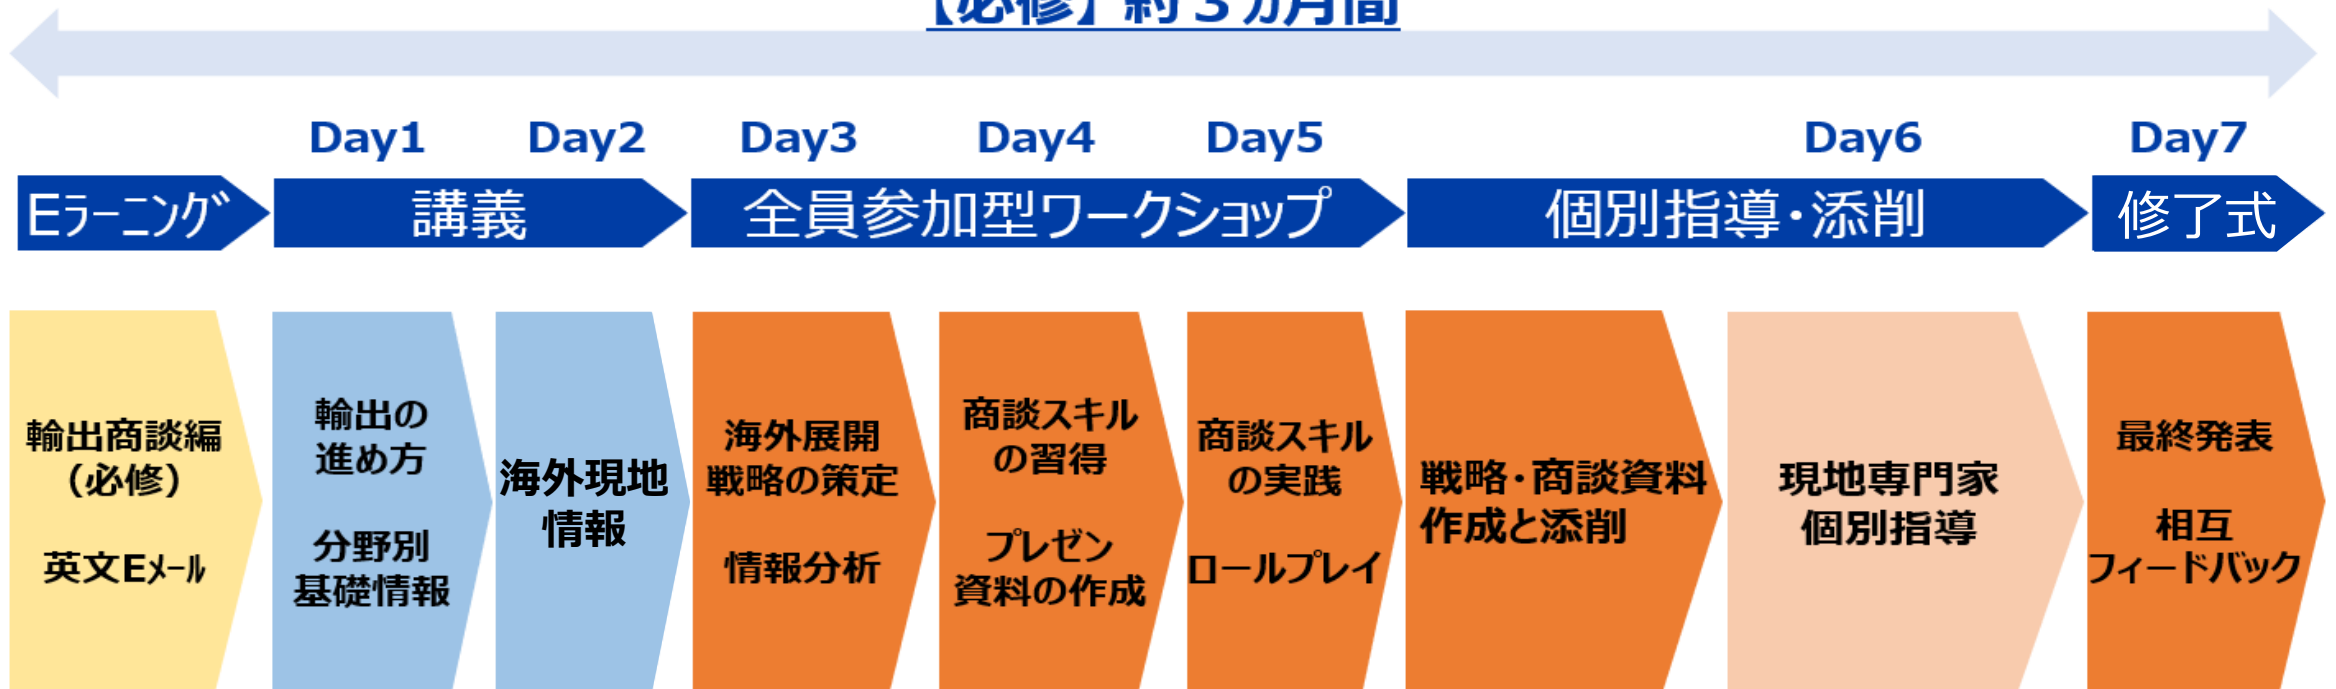 【必修】約３ヵ月間
Day1
Day2
Day3
Day4
Day5
Day6
Day7
Eラーニング
講義
全員参加型ワークショップ
個別指導・添削
修了式
輸出商談編
（必修）
英文Eメール
輸出の
進め方
分野別
基礎情報
海外現地
情報
海外展開
戦略の策定
情報分析
商談スキル
の習得
プレゼン
資料の作成
商談スキル
の実践
ロールプレイ
戦略・商談資料
作成と添削
現地専門家
個別指導
最終発表
相互
フィードバック